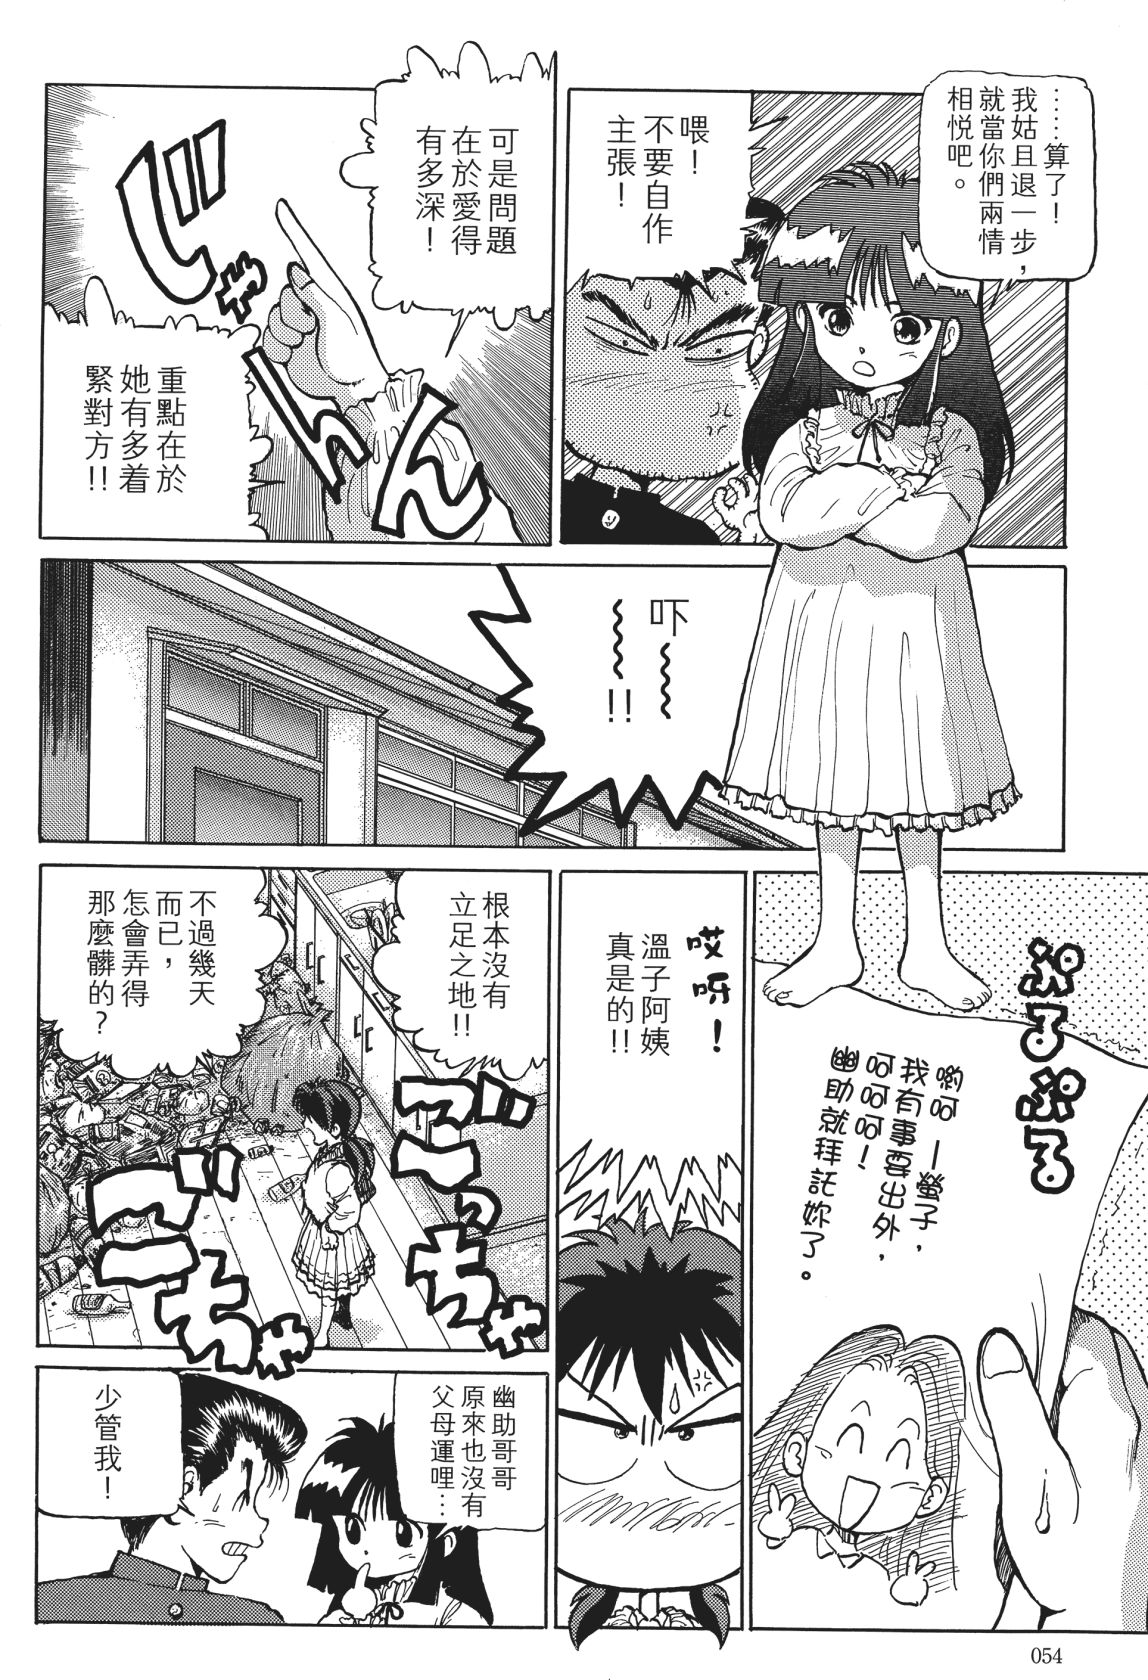 ……算了！
我姑且退一步，
就當你們兩情
相悅吧。
喂！
不要自作
主張！
可是問題
在於愛得
有多深！
重點在於
她有多着
緊對方!!
じゃ
んん
吓～～
～～!!
ぷるぷる
喲呵—螢子，
我有事要出外，
呵呵呵！
幽助就拜託妳了。
哎呀！
溫子阿姨
真是的!!
根本沒有
立足之地!!
不過幾天
而已，
怎會弄得
那麼髒的？
ごっちゃ
ごちゃ
幽助哥哥
原來也沒有
父母運哩…
少管我！
054